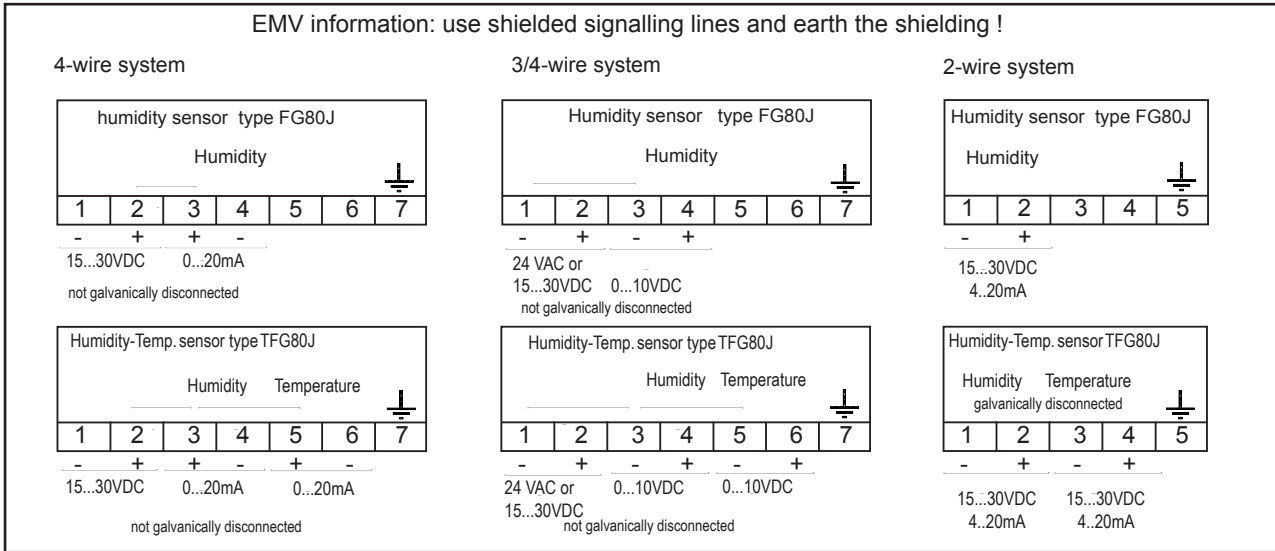 EMV information: use shielded signalling lines and earth the shielding !
4-wire system
humidity sensor type FG80J
Humidity
1 2 3 4 5 6 7
- + + -
15...30VDC 0...20mA
not galvanically disconnected
Humidity-Temp. sensor type TFG80J
Humidity Temperature
1 2 3 4 5 6 7
- + + - + -
15...30VDC 0...20mA 0...20mA
not galvanically disconnected
3/4-wire system
Humidity sensor type FG80J
Humidity
1 2 3 4 5 6 7
- + - +
24 VAC or
15...30VDC 0...10VDC
not galvanically disconnected
Humidity-Temp. sensor type TFG80J
Humidity Temperature
1 2 3 4 5 6 7
- + - + - +
24 VAC or 0...10VDC 0...10VDC
15...30VDC
not galvanically disconnected
2-wire system
Humidity sensor type FG80J
Humidity
1 2 3 4 5
- +
15...30VDC
4..20mA
Humidity-Temp. sensor TFG80J
Humidity Temperature
galvanically disconnected
1 2 3 4 5
- + - +
15...30VDC 15...30VDC
4..20mA 4..20mA